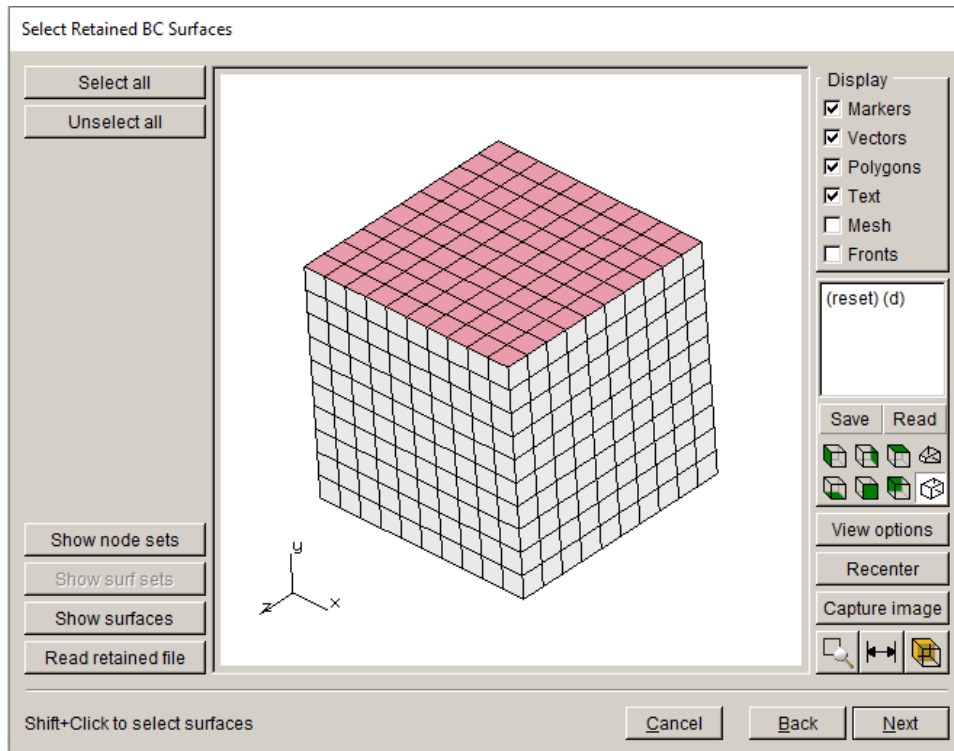 Select Retained BC Surfaces
Select all
Unselect all
Show node sets
Show surf sets
Show surfaces
Read retained file
y
z
x
Display
Markers
Vectors
Polygons
Text
Mesh
Fronts
(reset) (d)
Save Read
View options
Recenter
Capture image
Shift+Click to select surfaces
Cancel Back Next